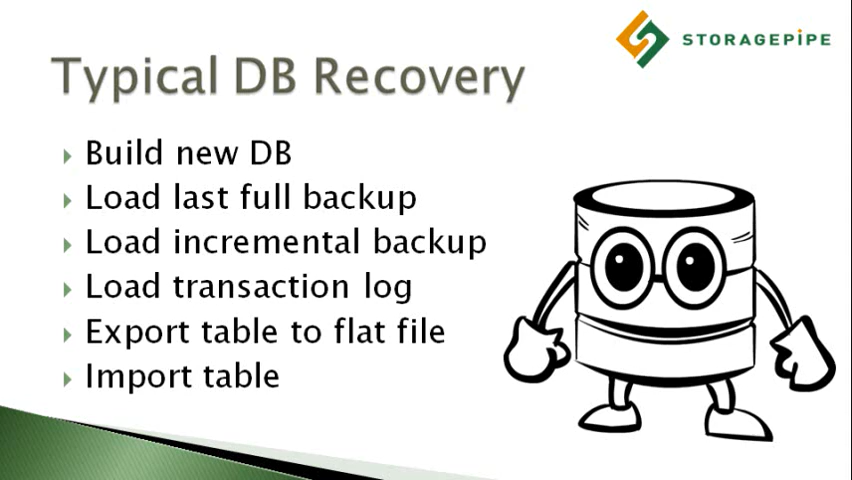 STORAGEPIPE
Typical DB Recovery
Build new DB
Load last full backup
Load incremental backup
Load transaction log
Export table to flat file
Import table